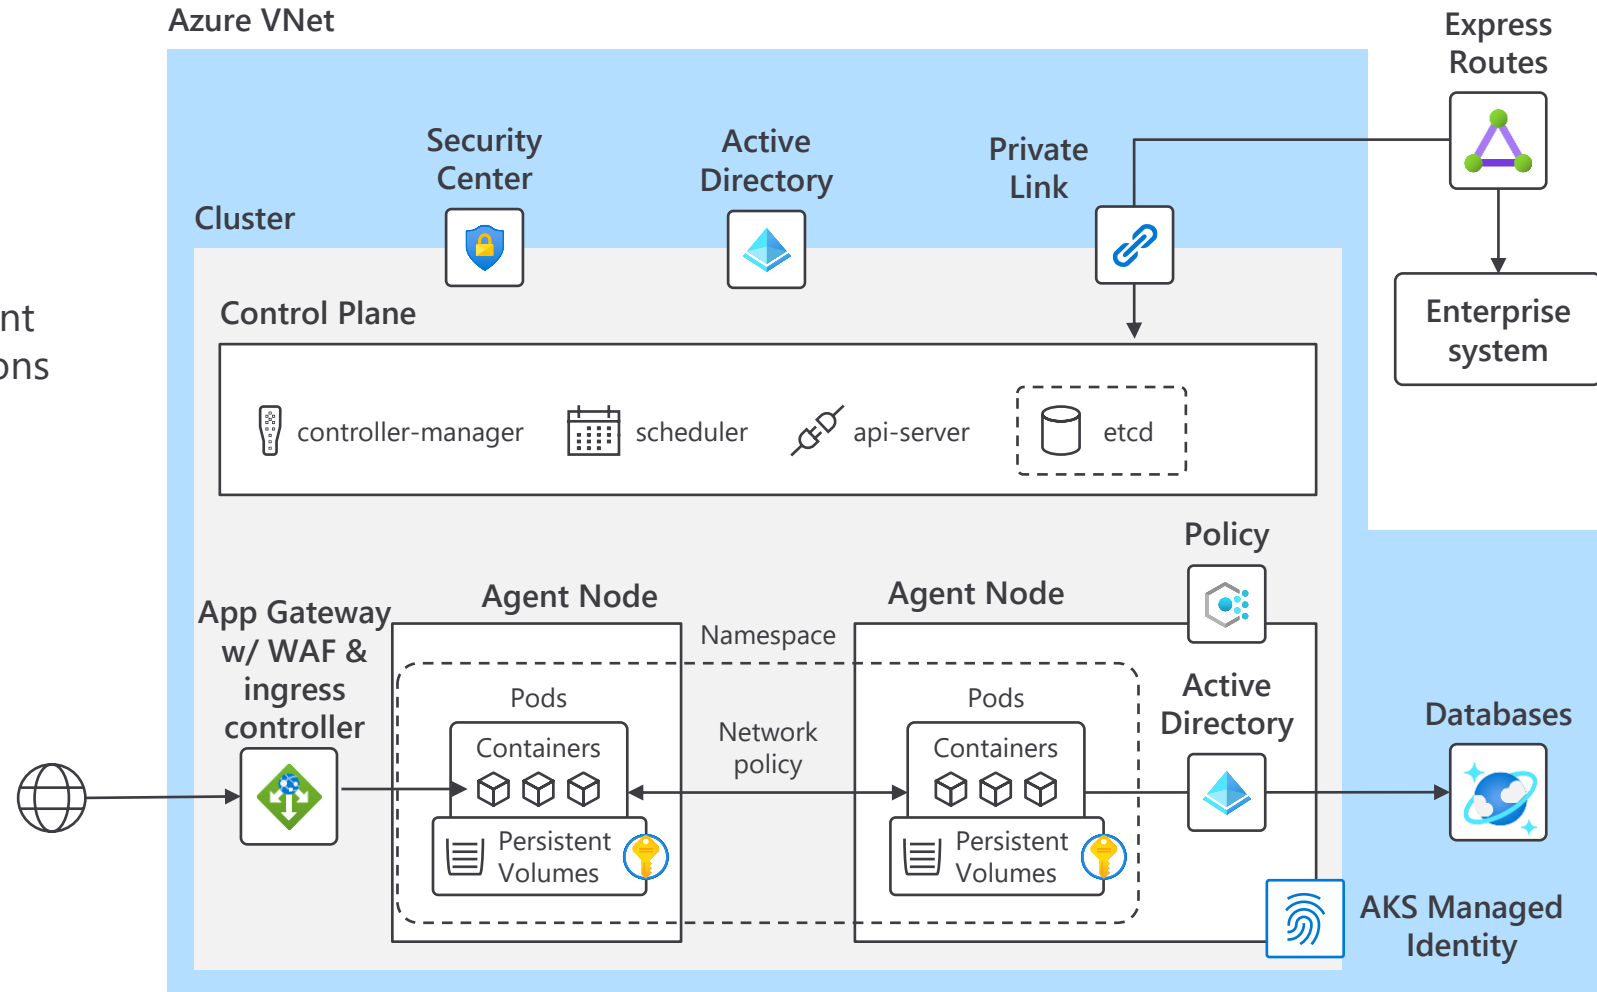 Azure VNet
Express
Routes
Security
Center
Active
Directory
Private
Link
Cluster
Control Plane
nt
ons
Enterprise
system
controller-manager
scheduler
api-server
etcd
Policy
App Gateway
w/ WAF &
ingress
controller
Agent Node
Agent Node
Namespace
Pods
Containers
Persistent
Volumes
Network
policy
Pods
Containers
Persistent
Volumes
Active
Directory
Databases
AKS Managed
Identity